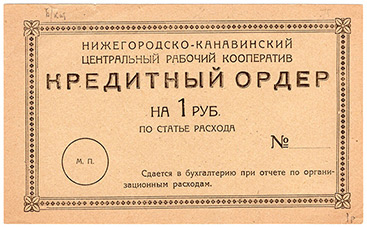 НИЖЕГОРОДСКО-КАНАВИНСКИЙ
ЦЕНТРАЛЬНЫЙ РАБОЧИЙ КООПЕРАТИВ
КРЕДИТНЫЙ ОРДЕР
НА 1 РУБ.
ПО СТАТЬЕ РАСХОДА
№
М. П.
Сдается в бухгалтерию при отчете по органи-
зационным расходам.